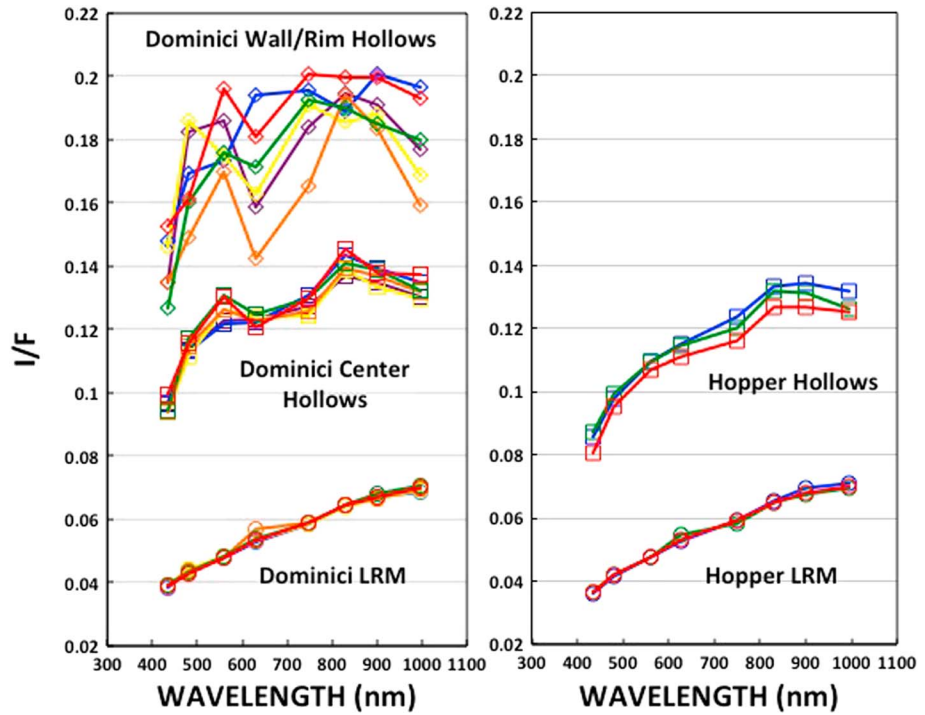 I/F
0.22
0.2
0.18
0.16
0.14
0.12
0.1
0.08
0.06
0.04
0.02
Dominici Wall/Rim Hollows
Dominici Center
Hollows
Dominici LRM
300 400 500 600 700 800 900 1000 1100
WAVELENGTH (nm)
0.22
0.2
0.18
0.16
0.14
0.12
0.1
0.08
0.06
0.04
0.02
Hopper Hollows
Hopper LRM
300 400 500 600 700 800 900 1000 1100
WAVELENGTH (nm)